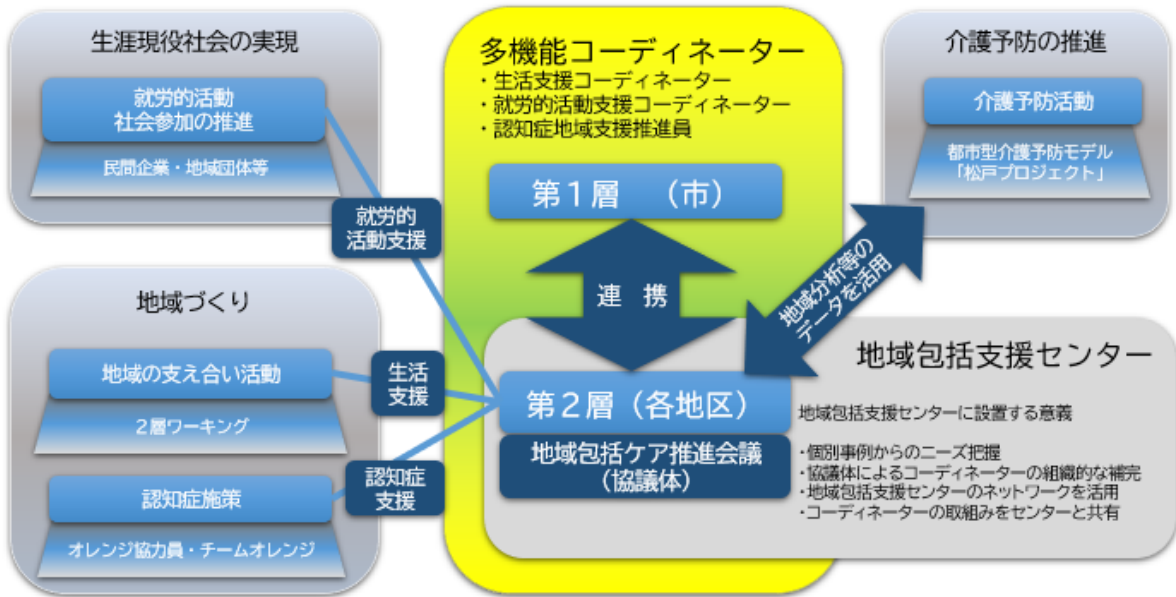 生涯現役社会の実現
就労的活動
社会参加の推進
民間企業・地域団体等
就労的
活動支援
地域づくり
地域の支え合い活動
2層ワーキング
生活
支援
認知症施策
オレンジ協力員・チームオレンジ
認知症
支援
多機能コーディネーター
・生活支援コーディネーター
・就労的活動支援コーディネーター
・認知症地域支援推進員
第1層 （市）
連 携
第2層（各地区）
地域包括ケア推進会議
（協議体）
介護予防の推進
介護予防活動
都市型介護予防モデル
「松戸プロジェクト」
地域分析等の
データを活用
地域包括支援センター
地域包括支援センターに設置する意義
・個別事例からのニーズ把握
・協議体によるコーディネーターの組織的な補完
・地域包括支援センターのネットワークを活用
・コーディネーターの取組みをセンターと共有